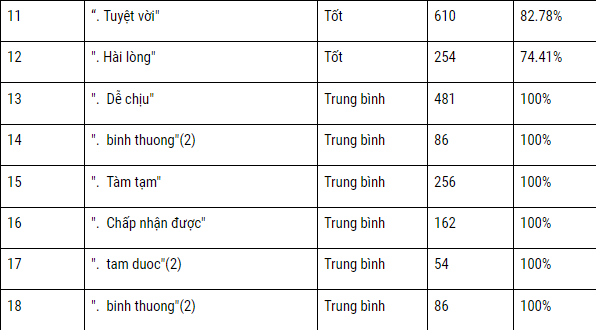 11 “. Tuyệt vời" Tốt 610 82.78%
12 ". Hài lòng" Tốt 254 74.41%
13 ". Dễ chịu" Trung bình 481 100%
14 ". binh thuong"(2) Trung bình 86 100%
15 ". Tàm tạm" Trung bình 256 100%
16 ". Chấp nhận được" Trung bình 162 100%
17 ". tam duoc"(2) Trung bình 54 100%
18 ". binh thuong"(2) Trung bình 86 100%